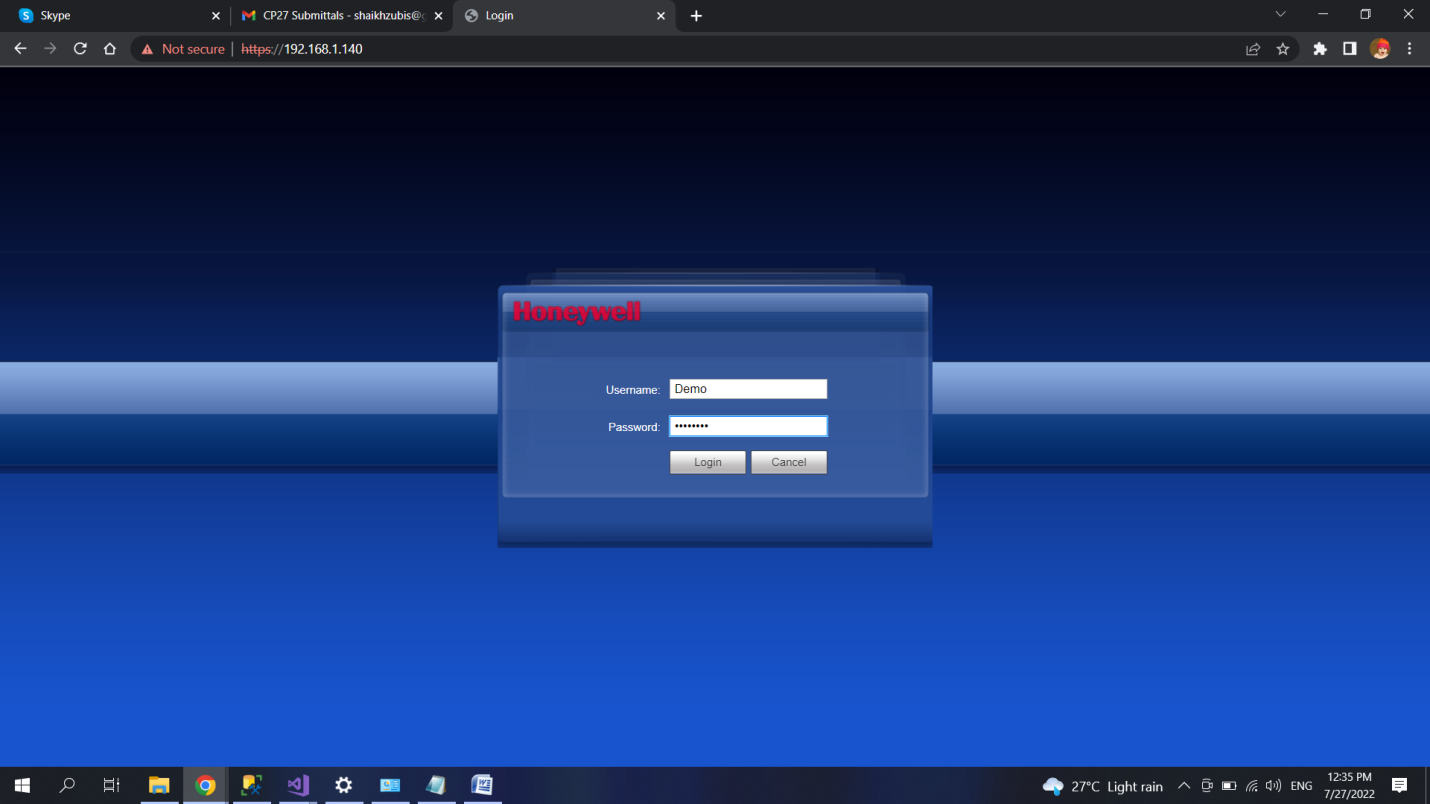 Skype
CP27 Submittals - shaikhzubis@g
Login
Not secure
https://192.168.1.140
Honeywell
Username:
Demo
Password:
••••••••
Login
Cancel
27°C Light rain
ENG
12:35 PM
7/27/2022